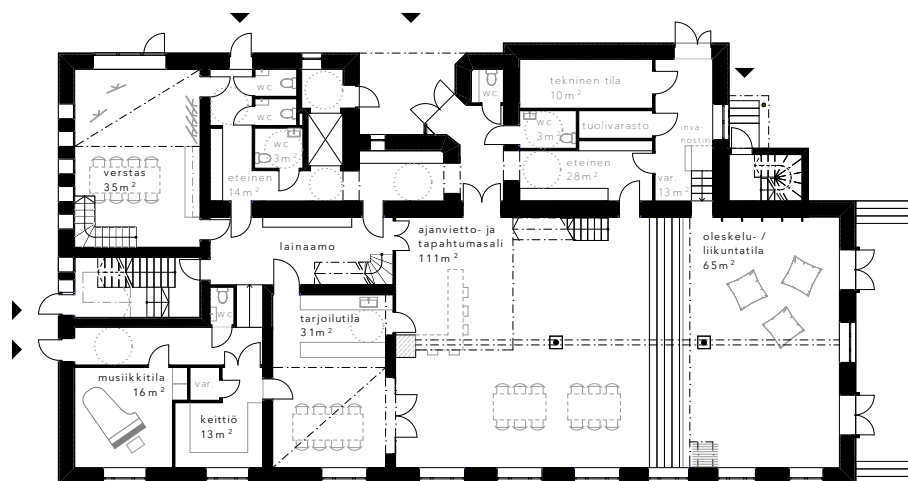 wc
wc
wc
3m²
verstas
35m²
eteinen
14m²
wc
tekninen tila
10m²
wc
3m²
tuolivarasto
inva-
nostin
eteinen
28m²
var.
13m²
lainaamo
ajanvietto- ja
tapahtumasali
111m²
oleskelu- /
liikuntatila
65m²
wc
tarjoilutila
31m²
musiikkitila
16m²
var.
keittiö
13m²